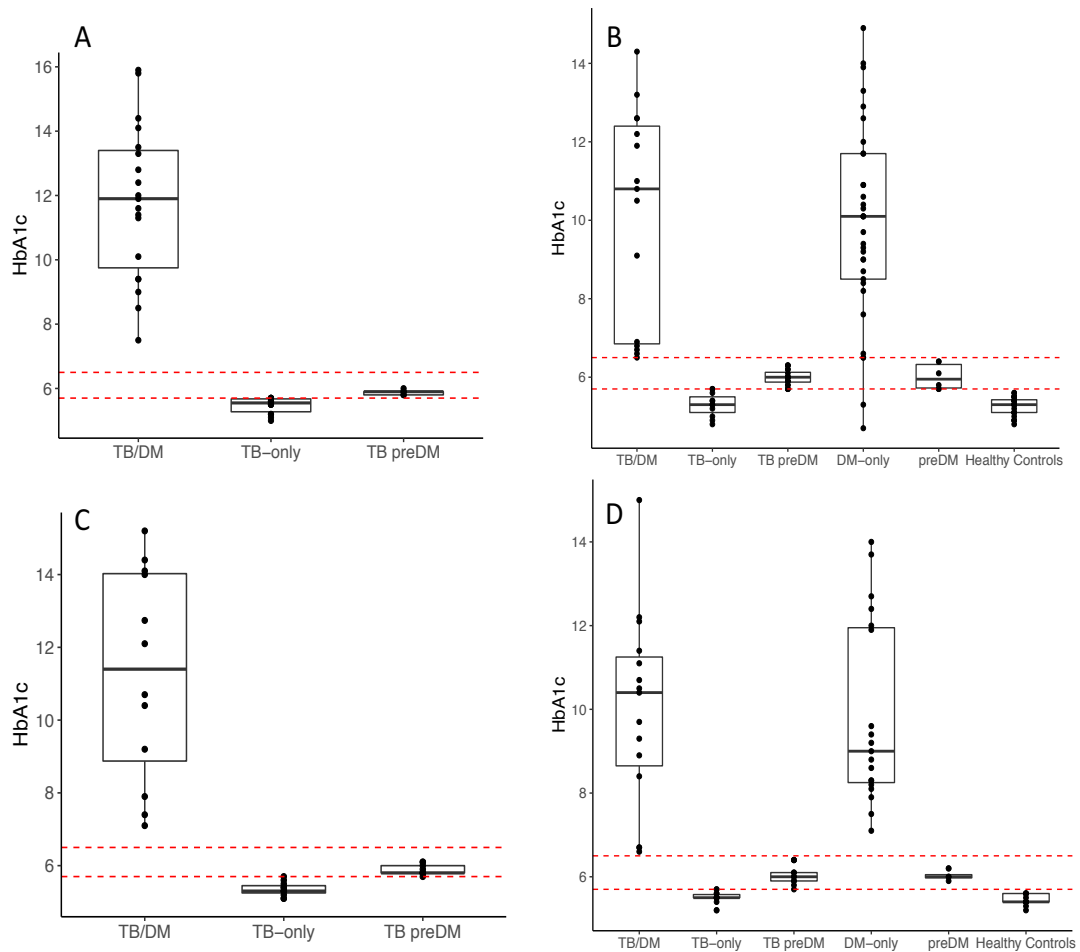 A
HbA1c
16
14
12
10
8
6
TB/DM TB-only TB preDM
B
HbA1c
14
12
10
8
6
TB/DM TB-only TB preDM DM-only preDM Healthy Controls
C
HbA1c
14
12
10
8
6
TB/DM TB-only TB preDM
D
HbA1c
14
12
10
8
6
TB/DM TB-only TB preDM DM-only preDM Healthy Controls